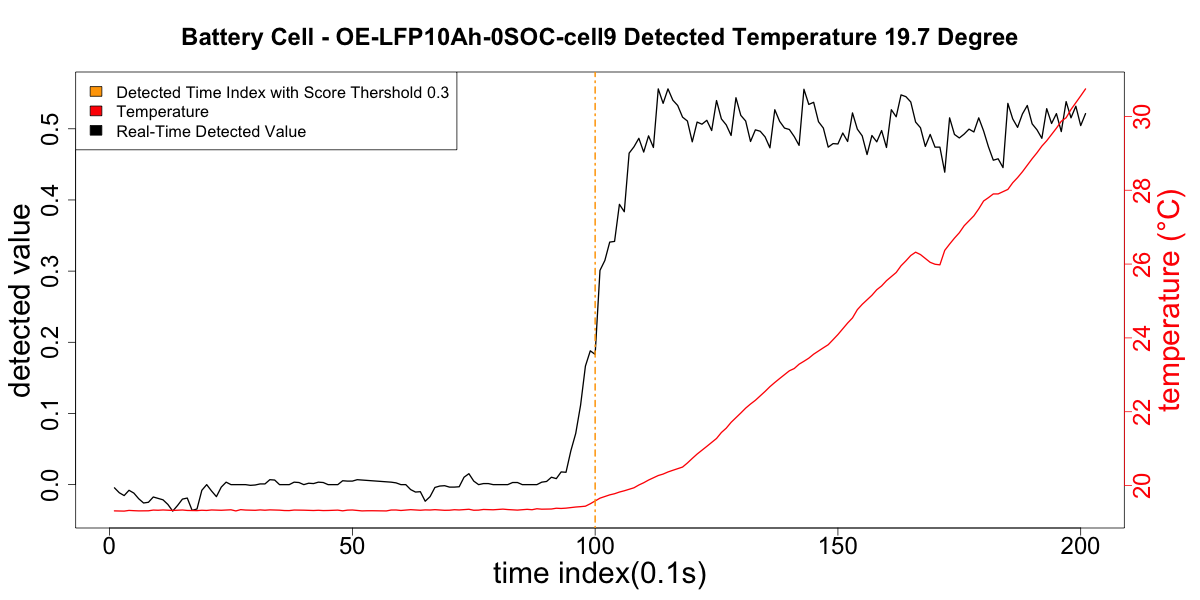 Battery Cell - OE-LFP10Ah-0SOC-cell9 Detected Temperature 19.7 Degree
Detected Time Index with Score Thershold 0.3
Temperature
Real-Time Detected Value
detected value
0.0
0.1
0.2
0.3
0.4
0.5
temperature (°C)
20
22
24
26
28
30
0
50
100
150
200
time index(0.1s)